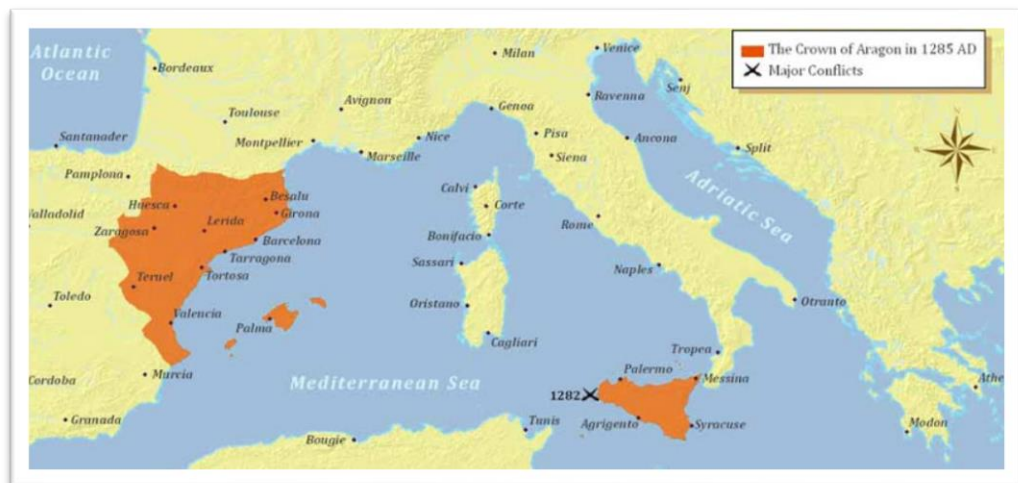 Atlantic
Ocean
The Crown of Aragon in 1285 AD
Major Conflicts
Milan
Venice
Bordeaux
Senj
Avignon
Ravenna
Toulouse
Genoa
Santanader
Montpellier
Nice
Pisa
Ancona
Split
Marseille
Siena
Pamplona
Calvi
Adriatic Sea
Huesca
Besalu
Corte
Valladolid
Girona
Lerida
Rome
Zaragosa
Barcelona
Bonifacio
Tarragona
Sassari
Naples
Teruel
Tortosa
Toledo
Oristano
Otranto
Valencia
Palma
Cagliari
Tropea
Cordoba
Murcia
Mediterranean Sea
Palermo
Messina
Athe
1282
Granada
Tunis
Agrigento
Syracuse
Modon
Bougie